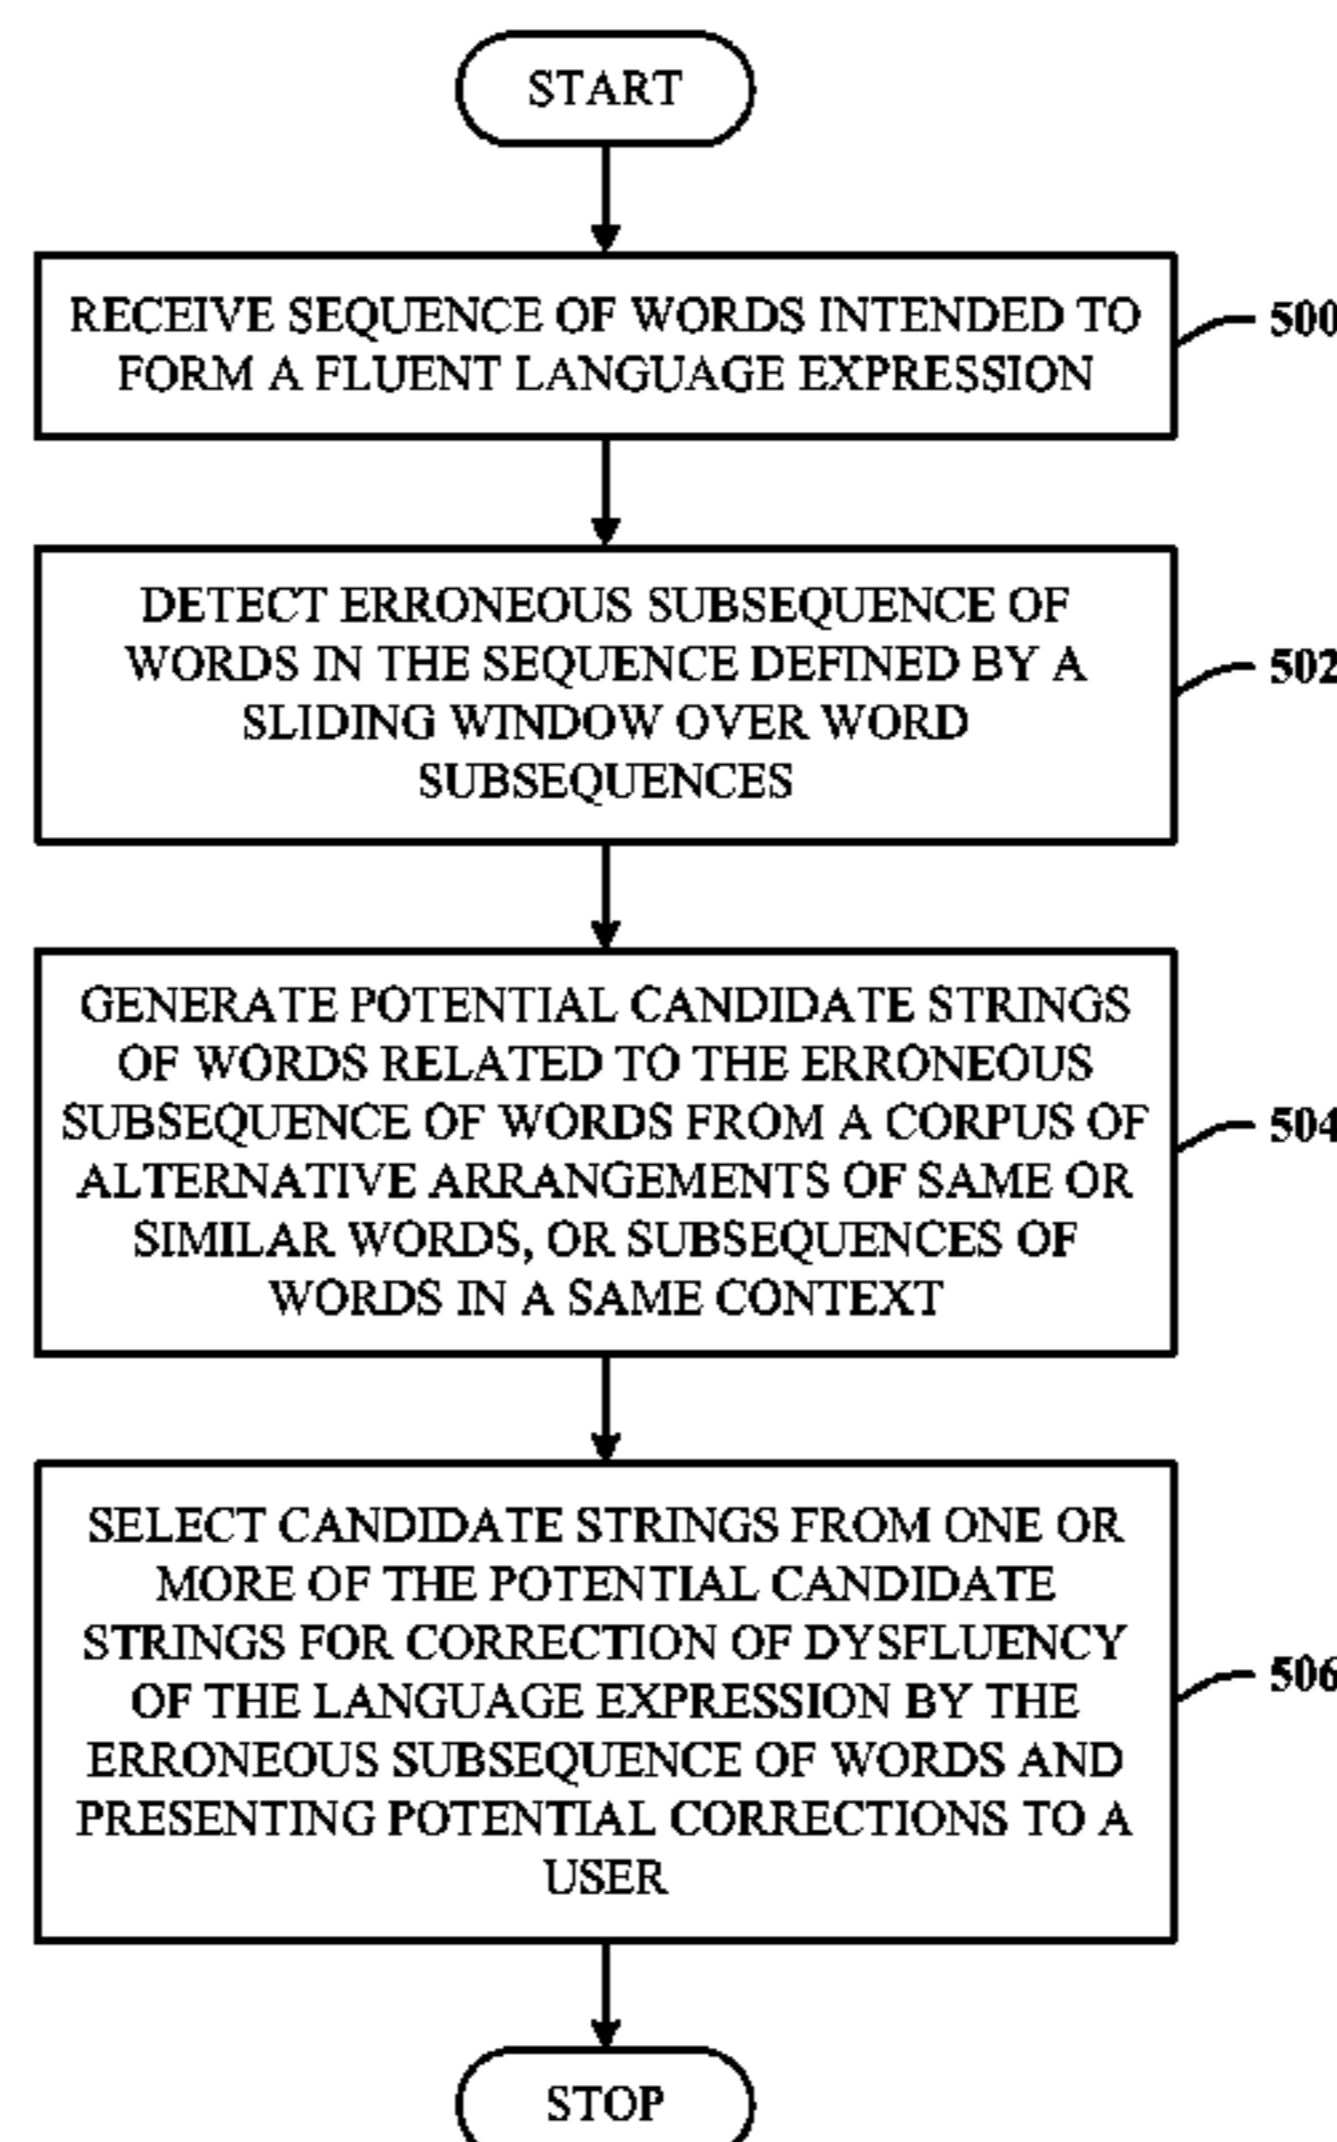 START
RECEIVE SEQUENCE OF WORDS INTENDED TO
FORM A FLUENT LANGUAGE EXPRESSION
500
DETECT ERRONEOUS SUBSEQUENCE OF
WORDS IN THE SEQUENCE DEFINED BY A
SLIDING WINDOW OVER WORD
SUBSEQUENCES
502
GENERATE POTENTIAL CANDIDATE STRINGS
OF WORDS RELATED TO THE ERRONEOUS
SUBSEQUENCE OF WORDS FROM A CORPUS OF
ALTERNATIVE ARRANGEMENTS OF SAME OR
SIMILAR WORDS, OR SUBSEQUENCES OF
WORDS IN A SAME CONTEXT
504
SELECT CANDIDATE STRINGS FROM ONE OR
MORE OF THE POTENTIAL CANDIDATE
STRINGS FOR CORRECTION OF DYSFLUENCY
OF THE LANGUAGE EXPRESSION BY THE
ERRONEOUS SUBSEQUENCE OF WORDS AND
PRESENTING POTENTIAL CORRECTIONS TO A
USER
506
STOP